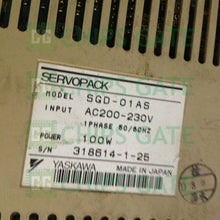 SERVOPACK
MODEL SGD-01AS
INPUT AC200-230V
1PHASE 50/60HZ
POWER 100W
S/N 318614-1-25
YASKAWA MADE IN JAPAN